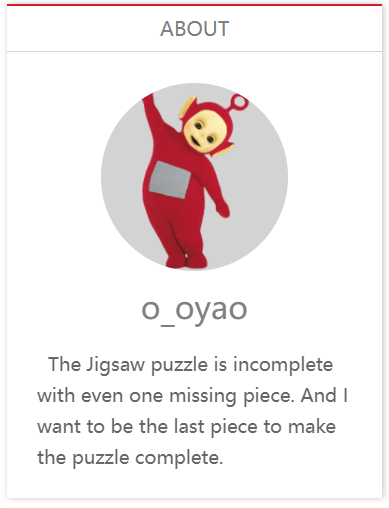 ABOUT
o_oyao
The Jigsaw puzzle is incomplete
with even one missing piece. And I
want to be the last piece to make
the puzzle complete.